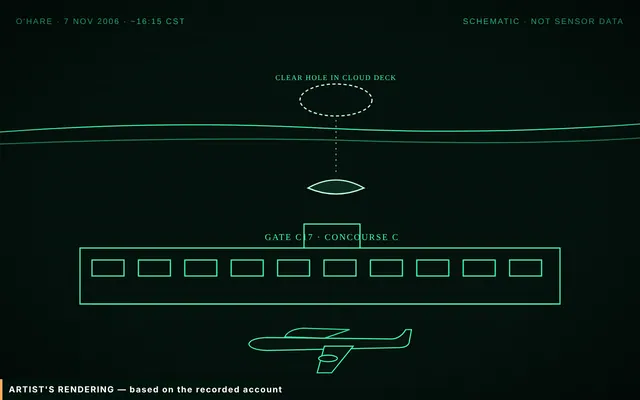 O'HARE · 7 NOV 2006 · ~16:15 CST
SCHEMATIC · NOT SENSOR DATA
CLEAR HOLE IN CLOUD DECK
GATE C17 · CONCOURSE C
ARTIST'S RENDERING — based on the recorded account